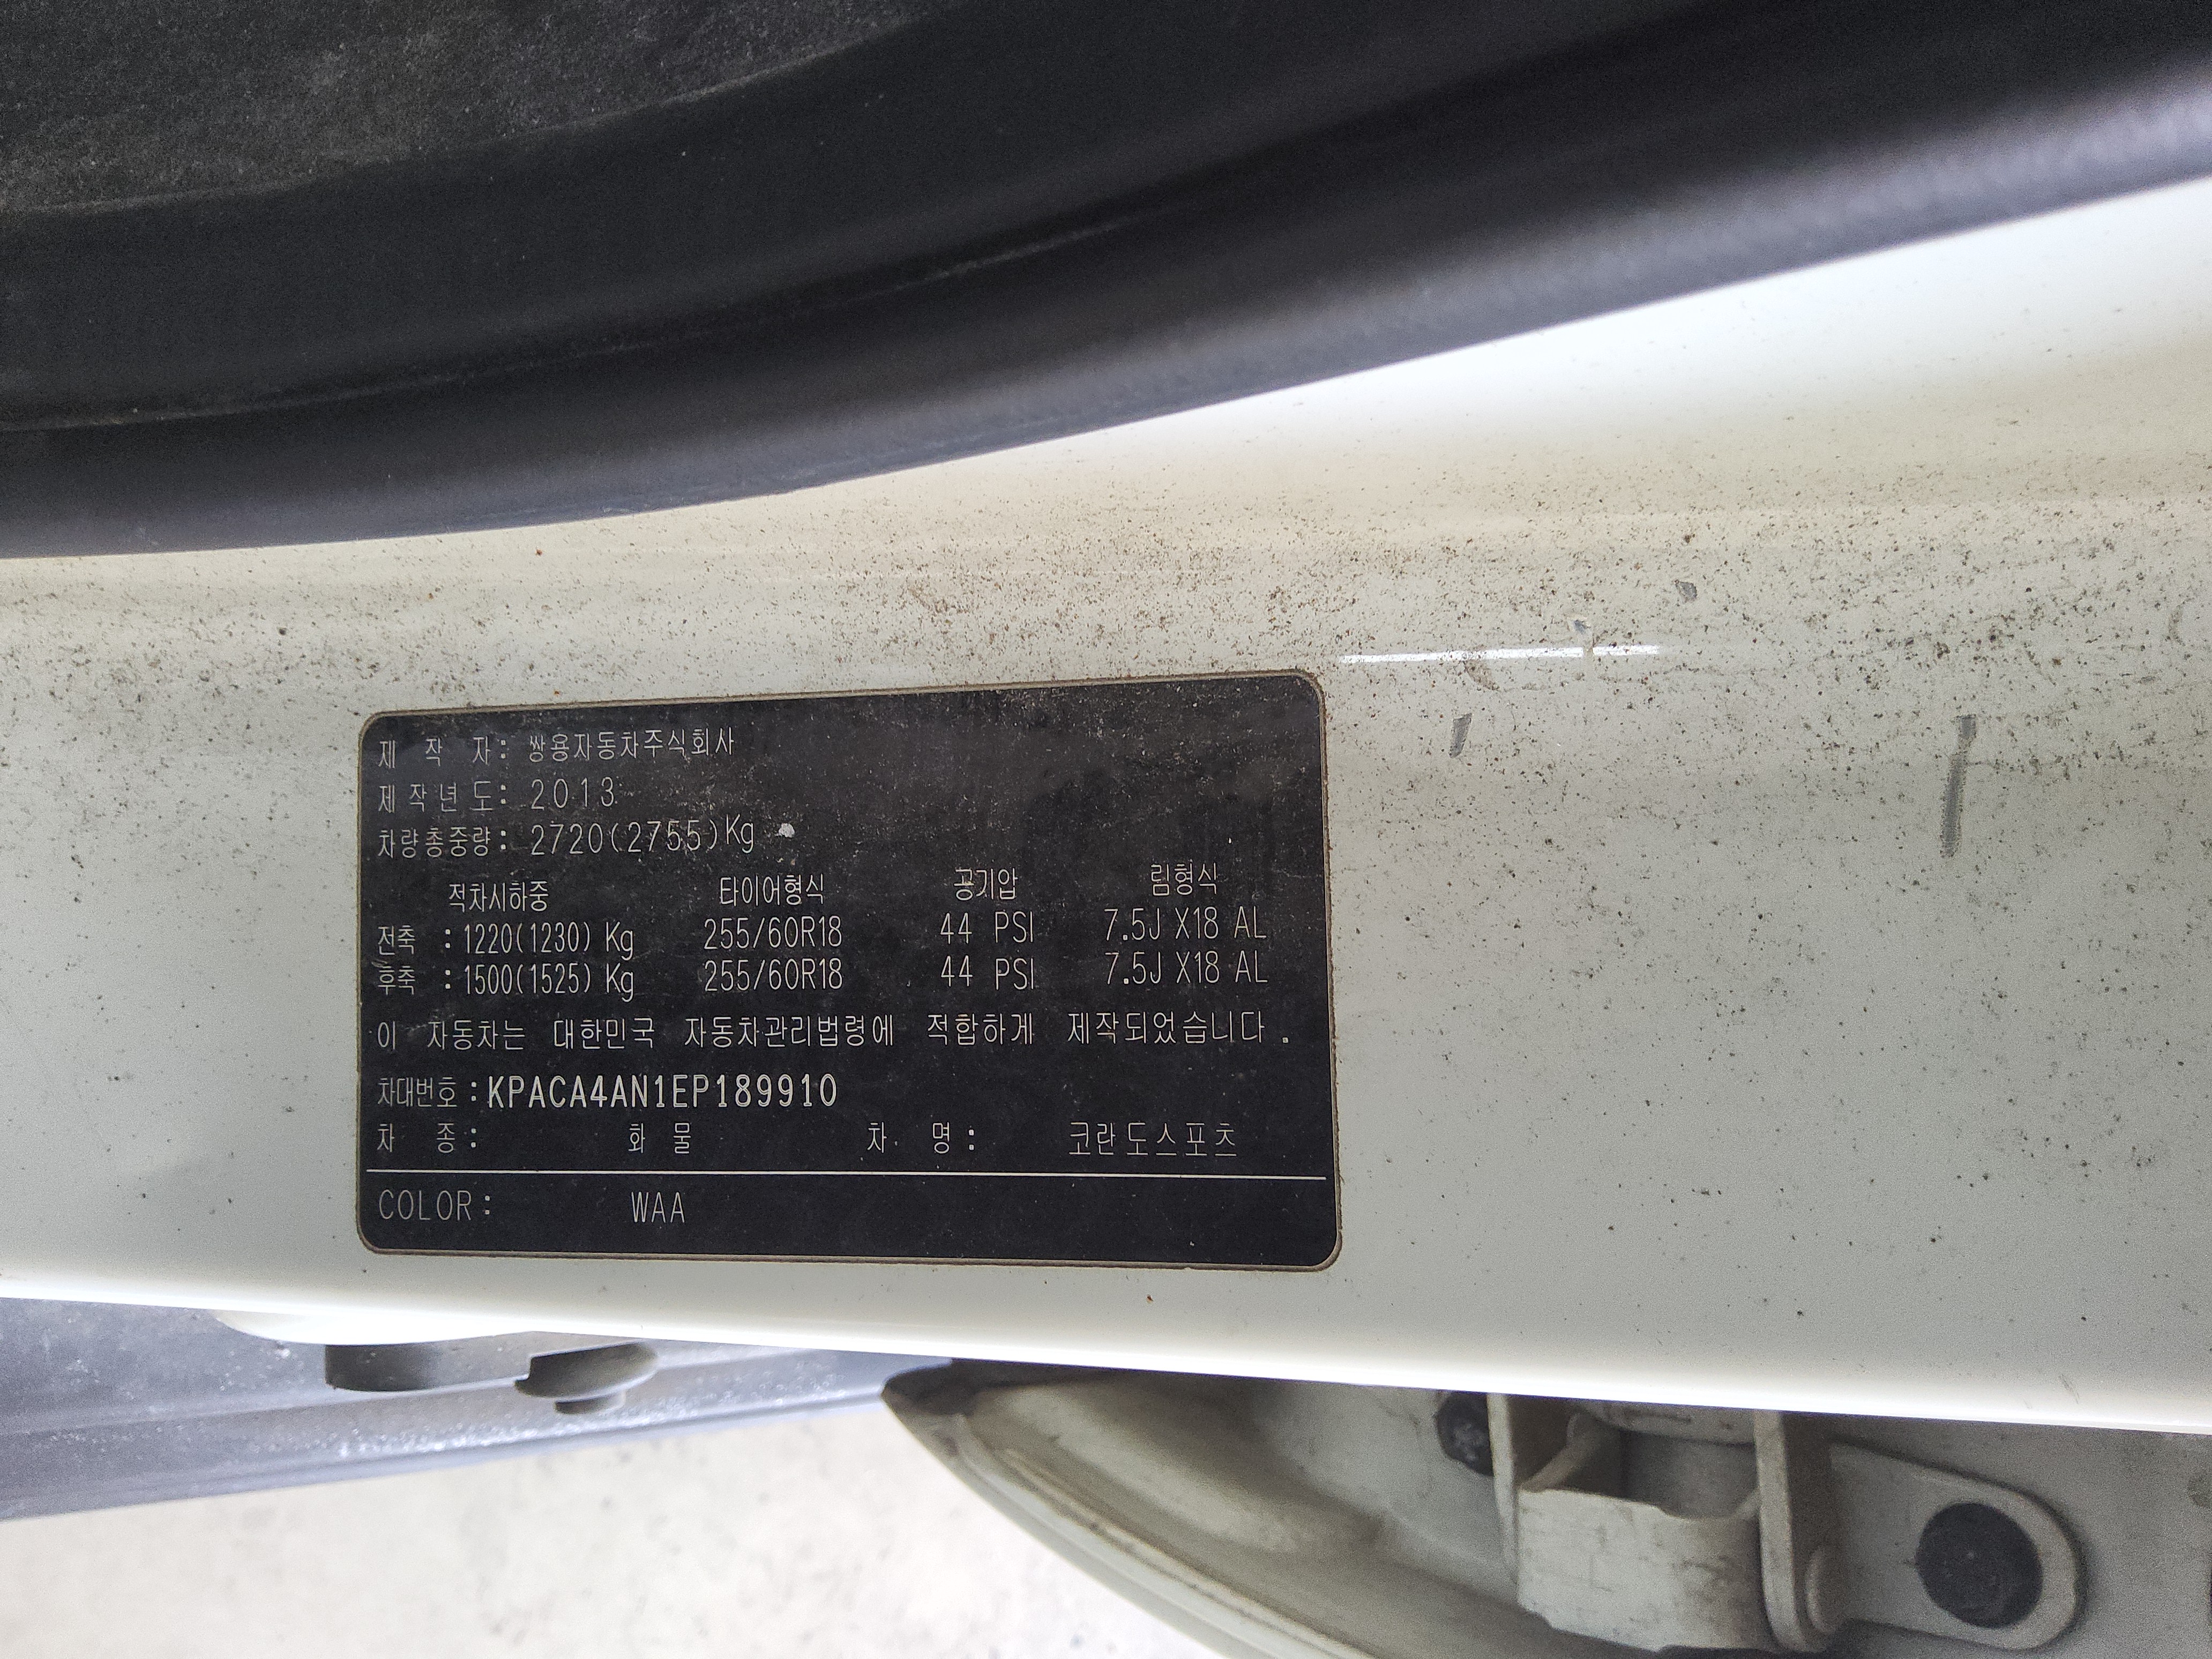 제 작 자: 쌍용자동차주식회사
제작년도: 2013
차량총중량: 2720(2755)Kg
적차시하중 타이어형식 공기압 림형식
전축 : 1220(1230) Kg 255/60R18 44 PSI 7.5J X18 AL
후축 : 1500(1525) Kg 255/60R18 44 PSI 7.5J X18 AL
이 자동차는 대한민국 자동차관리법령에 적합하게 제작되었습니다.
차대번호 : KPACA4AN1EP189910
차 종: 화 물 차 명: 코란도스포츠
COLOR: WAA